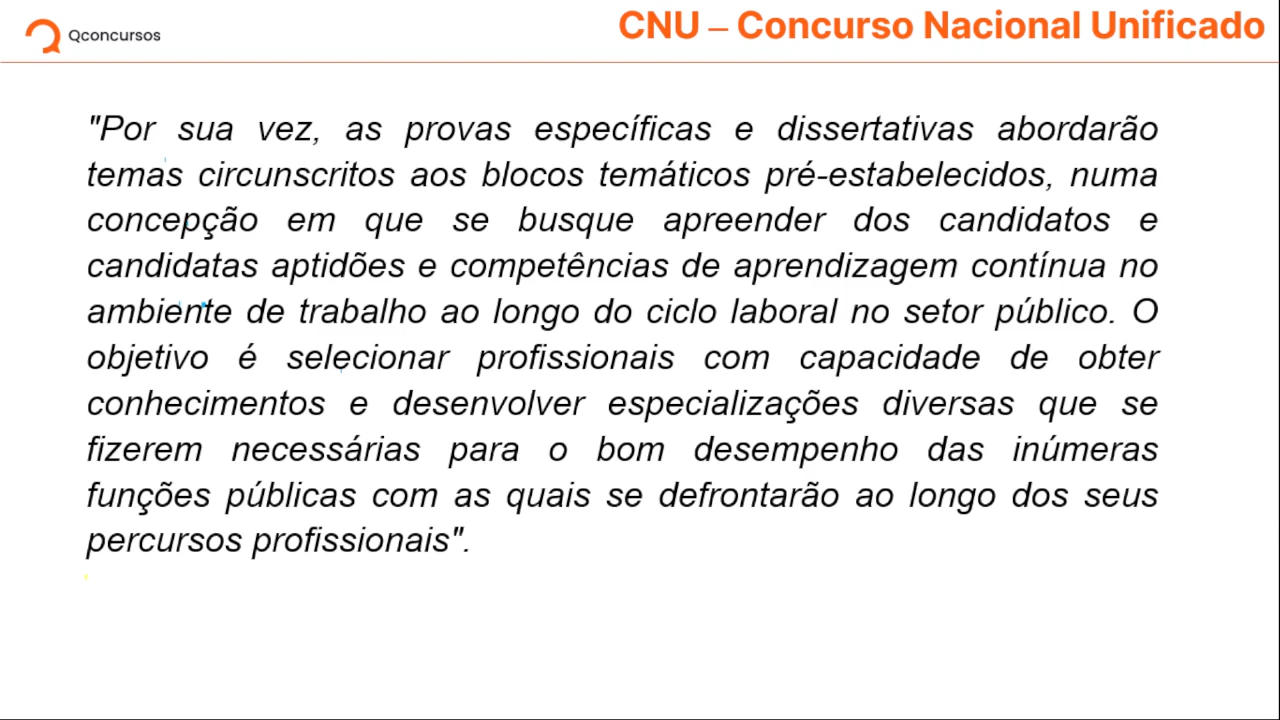 Qconcursos
CNU – Concurso Nacional Unificado
"Por sua vez, as provas específicas e dissertativas abordarão
temas circunscritos aos blocos temáticos pré-estabelecidos, numa
concepção em que se busque apreender dos candidatos e
candidatas aptidões e competências de aprendizagem contínua no
ambiente de trabalho ao longo do ciclo laboral no setor público. O
objetivo é selecionar profissionais com capacidade de obter
conhecimentos e desenvolver especializações diversas que se
fizerem necessárias para o bom desempenho das inúmeras
funções públicas com as quais se defrontarão ao longo dos seus
percursos profissionais".